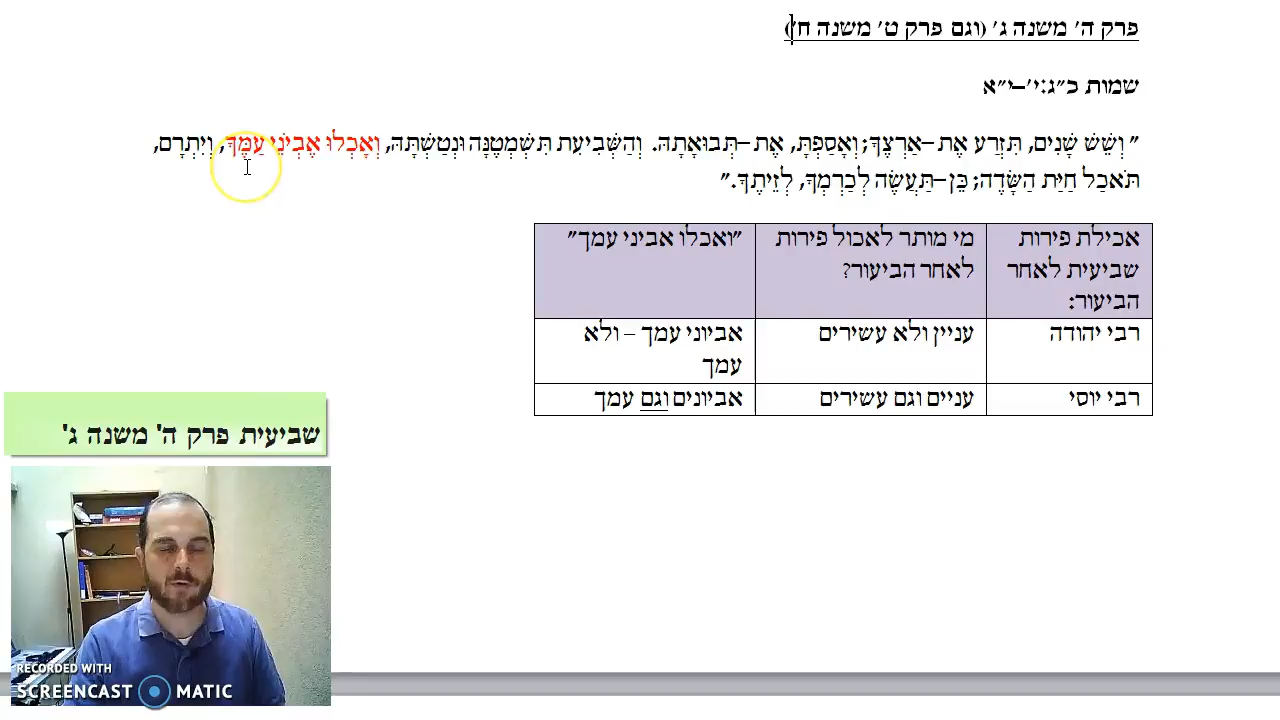 פרק ה׳ משנה ג׳ (וגם פרק ט׳ משנה ח׳)
שמות כ״ג:י׳–י״א
"וְשֵׁשׁ שָׁנִים, תִּזְרַע אֶת –אַרְצֶךָ; וְאָסַפְתָּ, אֶת –תְּבוּאָתָהּ. וְהַשְּׁבִיעִת תִּשְׁמְטֶנָּה וּנְטַשְׁתָּהּ, וְאָכְלוּ אֶבְיֹנֵי עַמֶּךָ, וְיִתְרָם,
תֹּאכַל חַיַּת הַשָּׂדֶה; כֵּן–תַּעֲשֶׂה לְכַרְמְךָ, לְזֵיתֶךָ."
אכילת פירות
שביעית לאחר
הביעור:
מי מותר לאכול פירות
לאחר הביעור?
"ואכלו אביני עמך"
רבי יהודה
עניין ולא עשירים
אביוני עמך – ולא
עמך
רבי יוסי
עניים וגם עשירים
אביונים וגם עמך
שביעית פרק ה' משנה ג'
RECORDED WITH
SCREENCAST MATIC